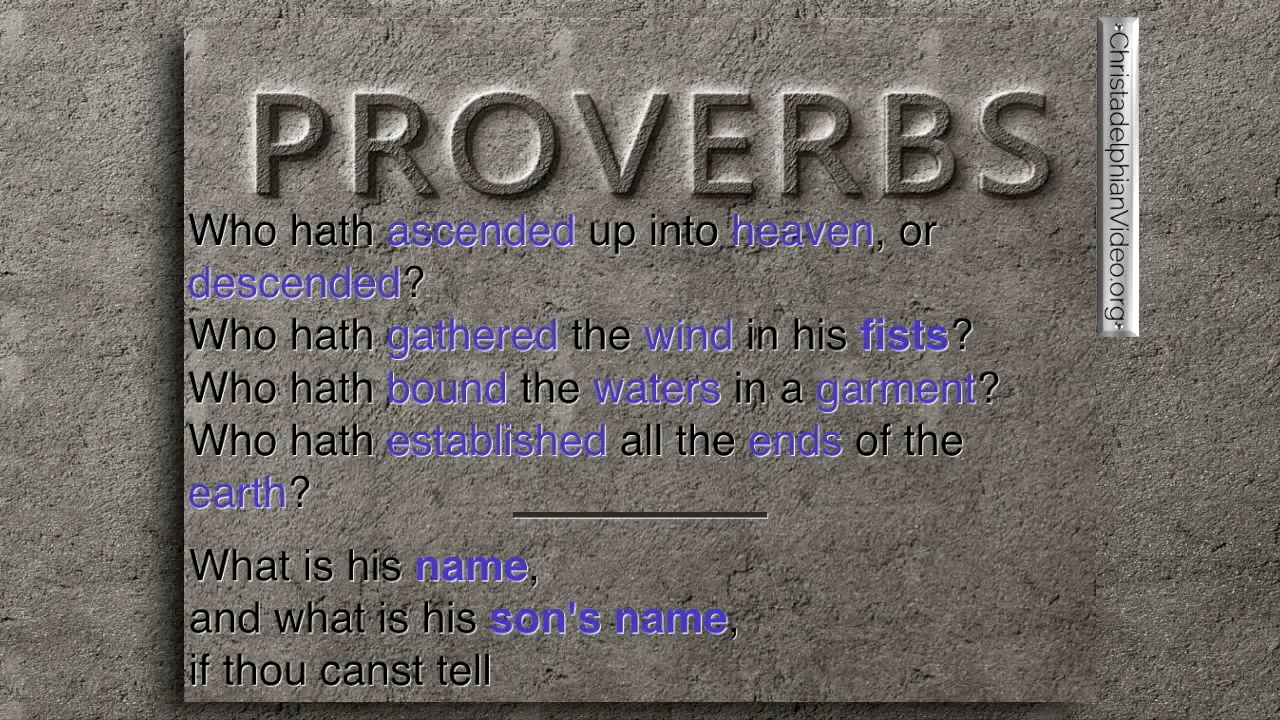 PROVERBS
Who hath ascended up into heaven, or
descended?
Who hath gathered the wind in his fists?
Who hath bound the waters in a garment?
Who hath established all the ends of the
earth?
What is his name,
and what is his son's name,
if thou canst tell
ChristadelphianVideo.org